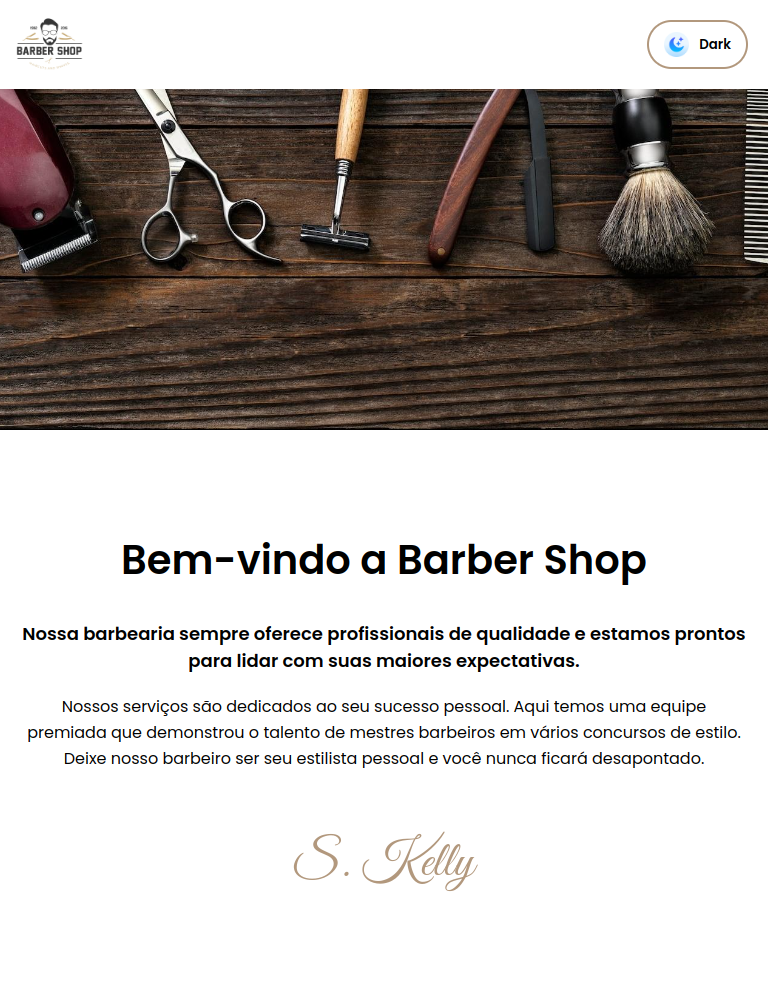 BARBER SHOP
Dark
Bem-vindo a Barber Shop
Nossa barbearia sempre oferece profissionais de qualidade e estamos prontos
para lidar com suas maiores expectativas.
Nossos serviços são dedicados ao seu sucesso pessoal. Aqui temos uma equipe
premiada que demonstrou o talento de mestres barbeiros em vários concursos de estilo.
Deixe nosso barbeiro ser seu estilista pessoal e você nunca ficará desapontado.
S. Kelly